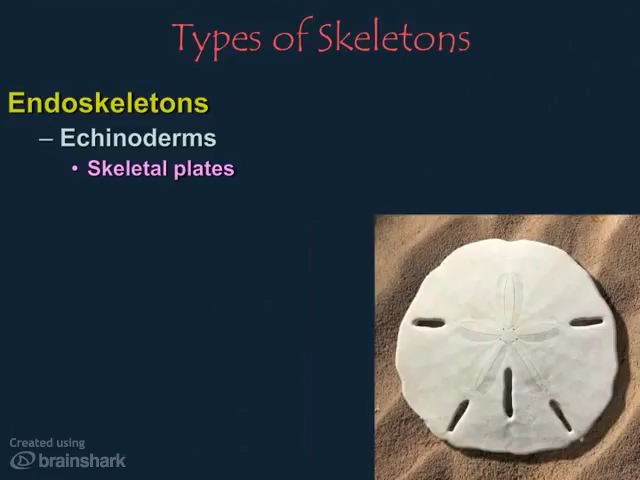 Types of Skeletons
Endoskeletons
– Echinoderms
• Skeletal plates
Created using
brainshark